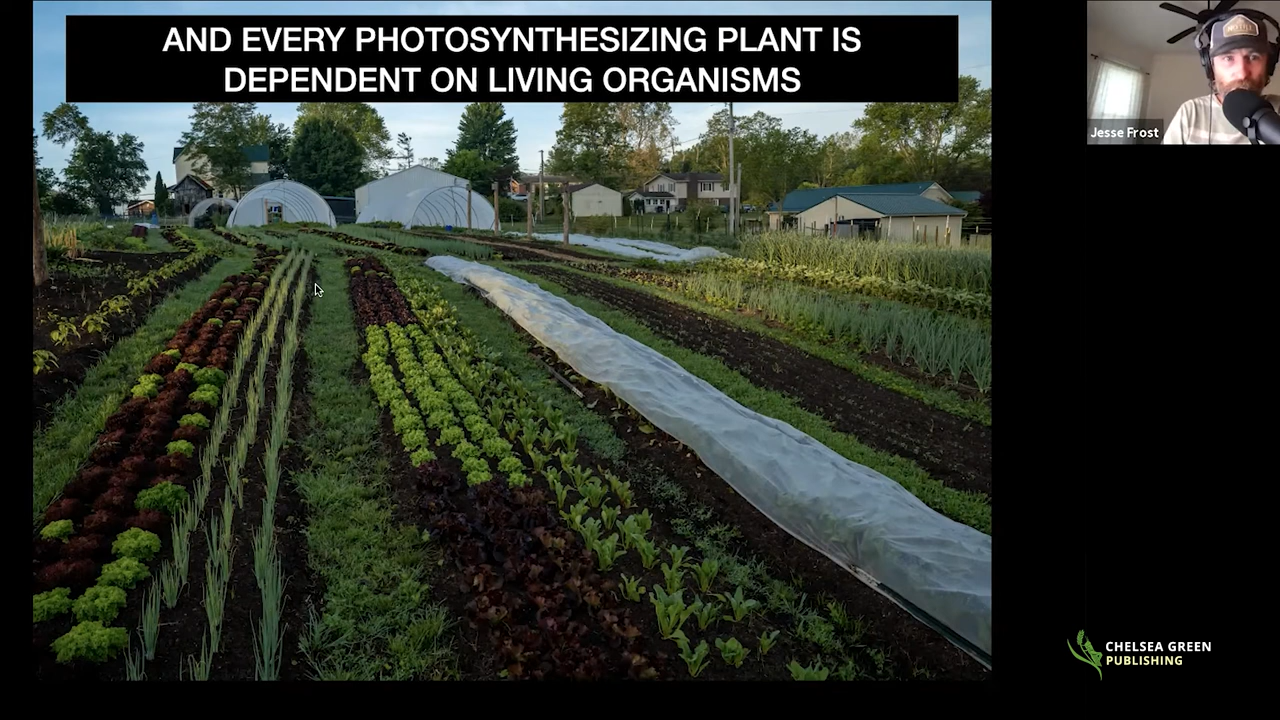 AND EVERY PHOTOSYNTHESIZING PLANT IS
DEPENDENT ON LIVING ORGANISMS
Jesse Frost
CHELSEA GREEN
PUBLISHING